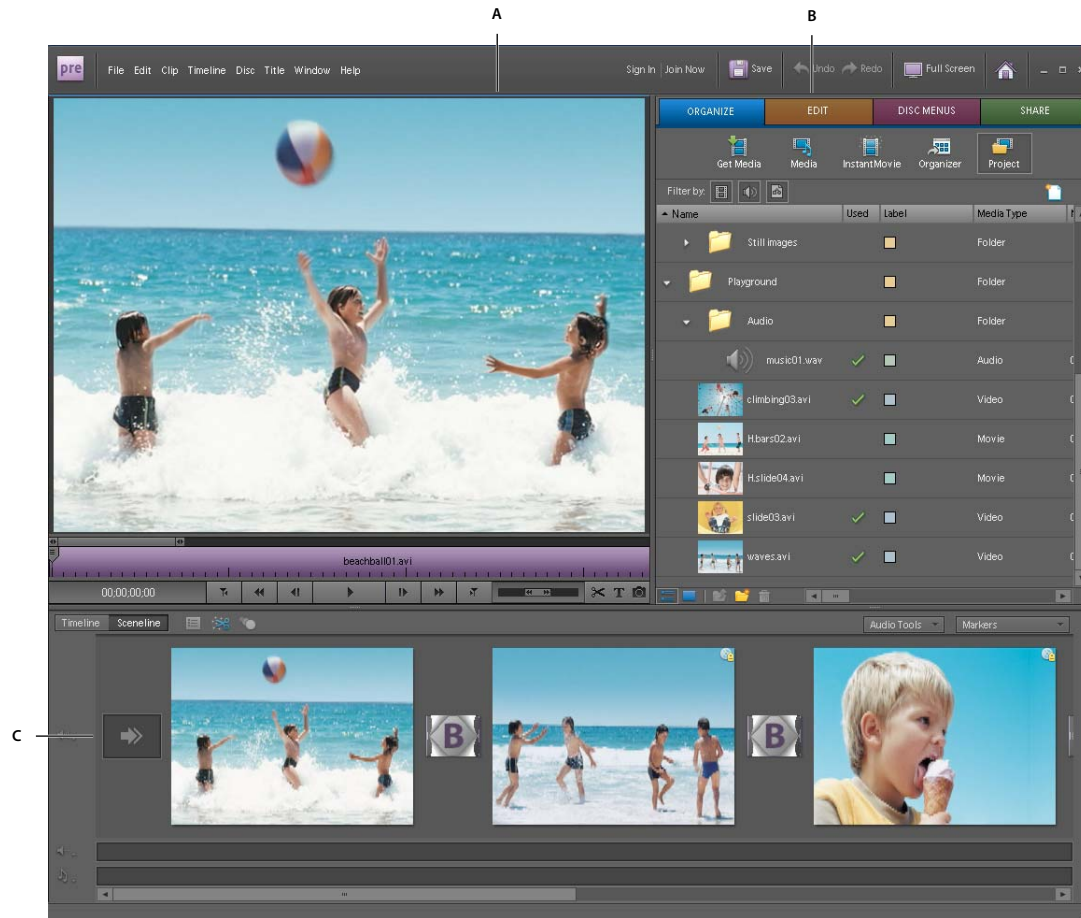 A
B
pre File Edit Clip Timeline Disc Title Window Help Sign In Join Now Save Undo Redo Full Screen
ORGANIZE EDIT DISC MENUS SHARE
Get Media Media InstantMovie Organizer Project
Filter by:
Name Used Label Media Type
Still images Folder
Playground Folder
Audio Folder
music01.wav Audio
climbing03.avi Video
H.bars02.avi Movie
H.slide04.avi Movie
slide03.avi Video
waves.avi Video
beachball01.avi
00;00;00;00 T
Timeline Sceneline Audio Tools Markers
C
B B